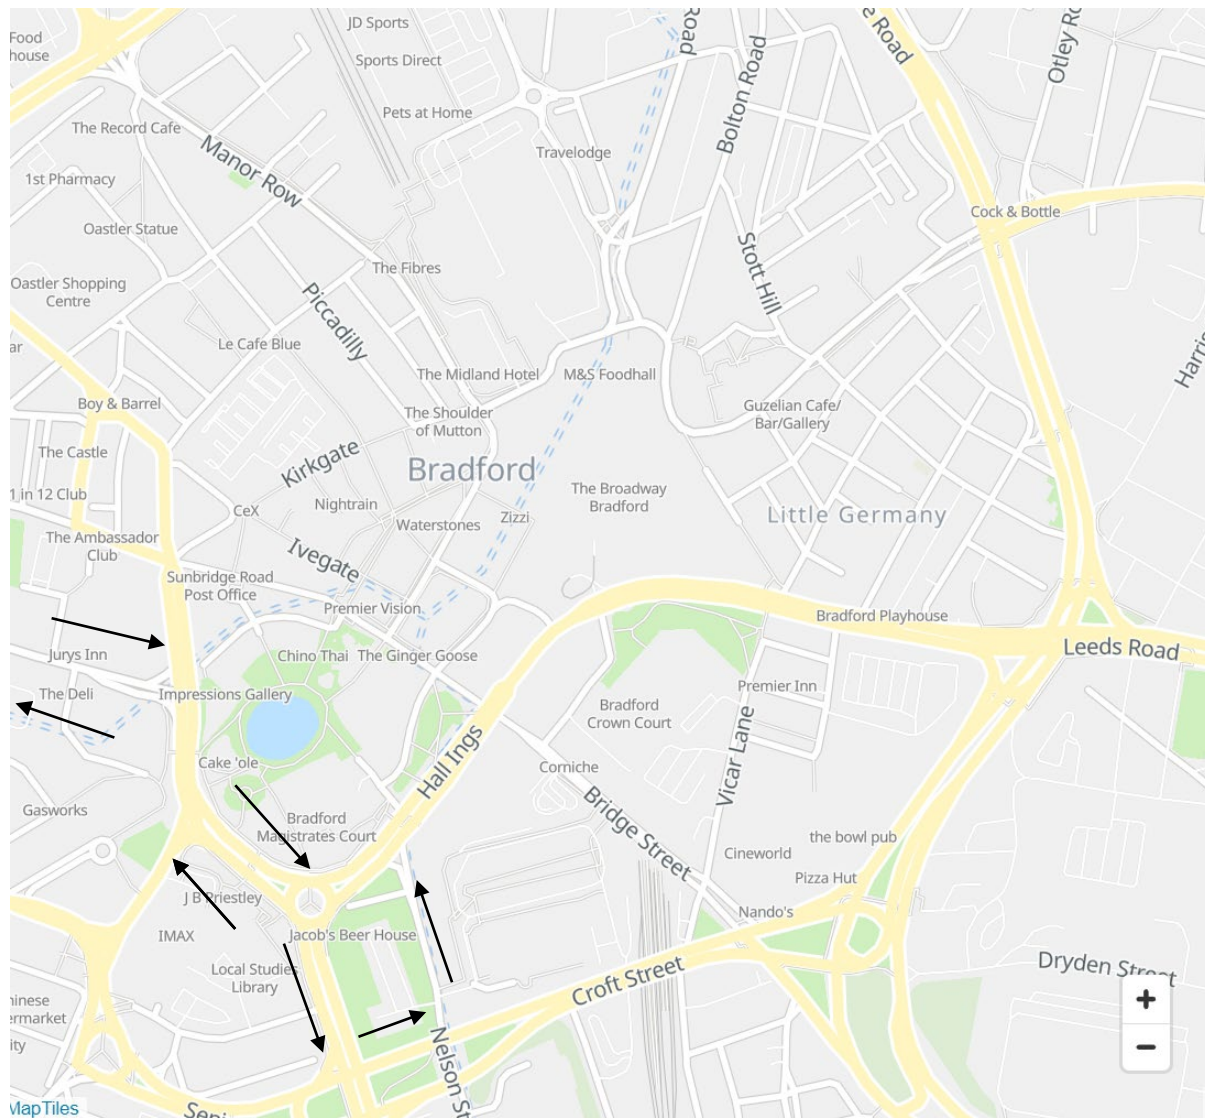 JD Sports
Food
house
Sports Direct
Road
e Road
Otley Ro
Bolton Road
Pets at Home
The Record Cafe
Manor Row
Travelodge
1st Pharmacy
Cock & Bottle
Oastler Statue
Stott Hill
The Fibres
Oastler Shopping
Centre
Piccadilly
Harris
Le Cafe Blue
ar
The Midland Hotel
M&S Foodhall
Boy & Barrel
The Shoulder
of Mutton
Guzelian Cafe/
Bar/Gallery
The Castle
Kirkgate
Bradford
1 in 12 Club
Nightrain
The Broadway
Bradford
CeX
Waterstones
Zizzi
Little Germany
The Ambassador
Club
Ivegate
Sunbridge Road
Post Office
Premier Vision
Bradford Playhouse
Leeds Road
Jurys Inn
Chino Thai
The Ginger Goose
The Deli
Impressions Gallery
Premier Inn
Bradford
Crown Court
Vicar Lane
Hall Ings
Cake 'ole
Corniche
Bridge Street
Gasworks
Bradford
Magistrates Court
the bowl pub
Cineworld
Pizza Hut
J B Priestley
Nando's
IMAX
Jacob's Beer House
Local Studies
Library
Croft Street
Dryden Street
hinese
ermarket
ity
Nelson St
+
−
MapTiles
Seni